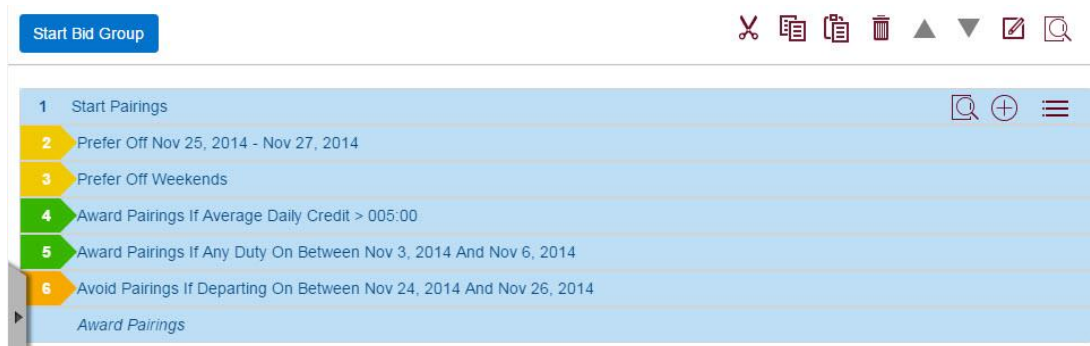 Start Bid Group
1 Start Pairings
2 Prefer Off Nov 25, 2014 - Nov 27, 2014
3 Prefer Off Weekends
4 Award Pairings If Average Daily Credit > 005:00
5 Award Pairings If Any Duty On Between Nov 3, 2014 And Nov 6, 2014
6 Avoid Pairings If Departing On Between Nov 24, 2014 And Nov 26, 2014
Award Pairings